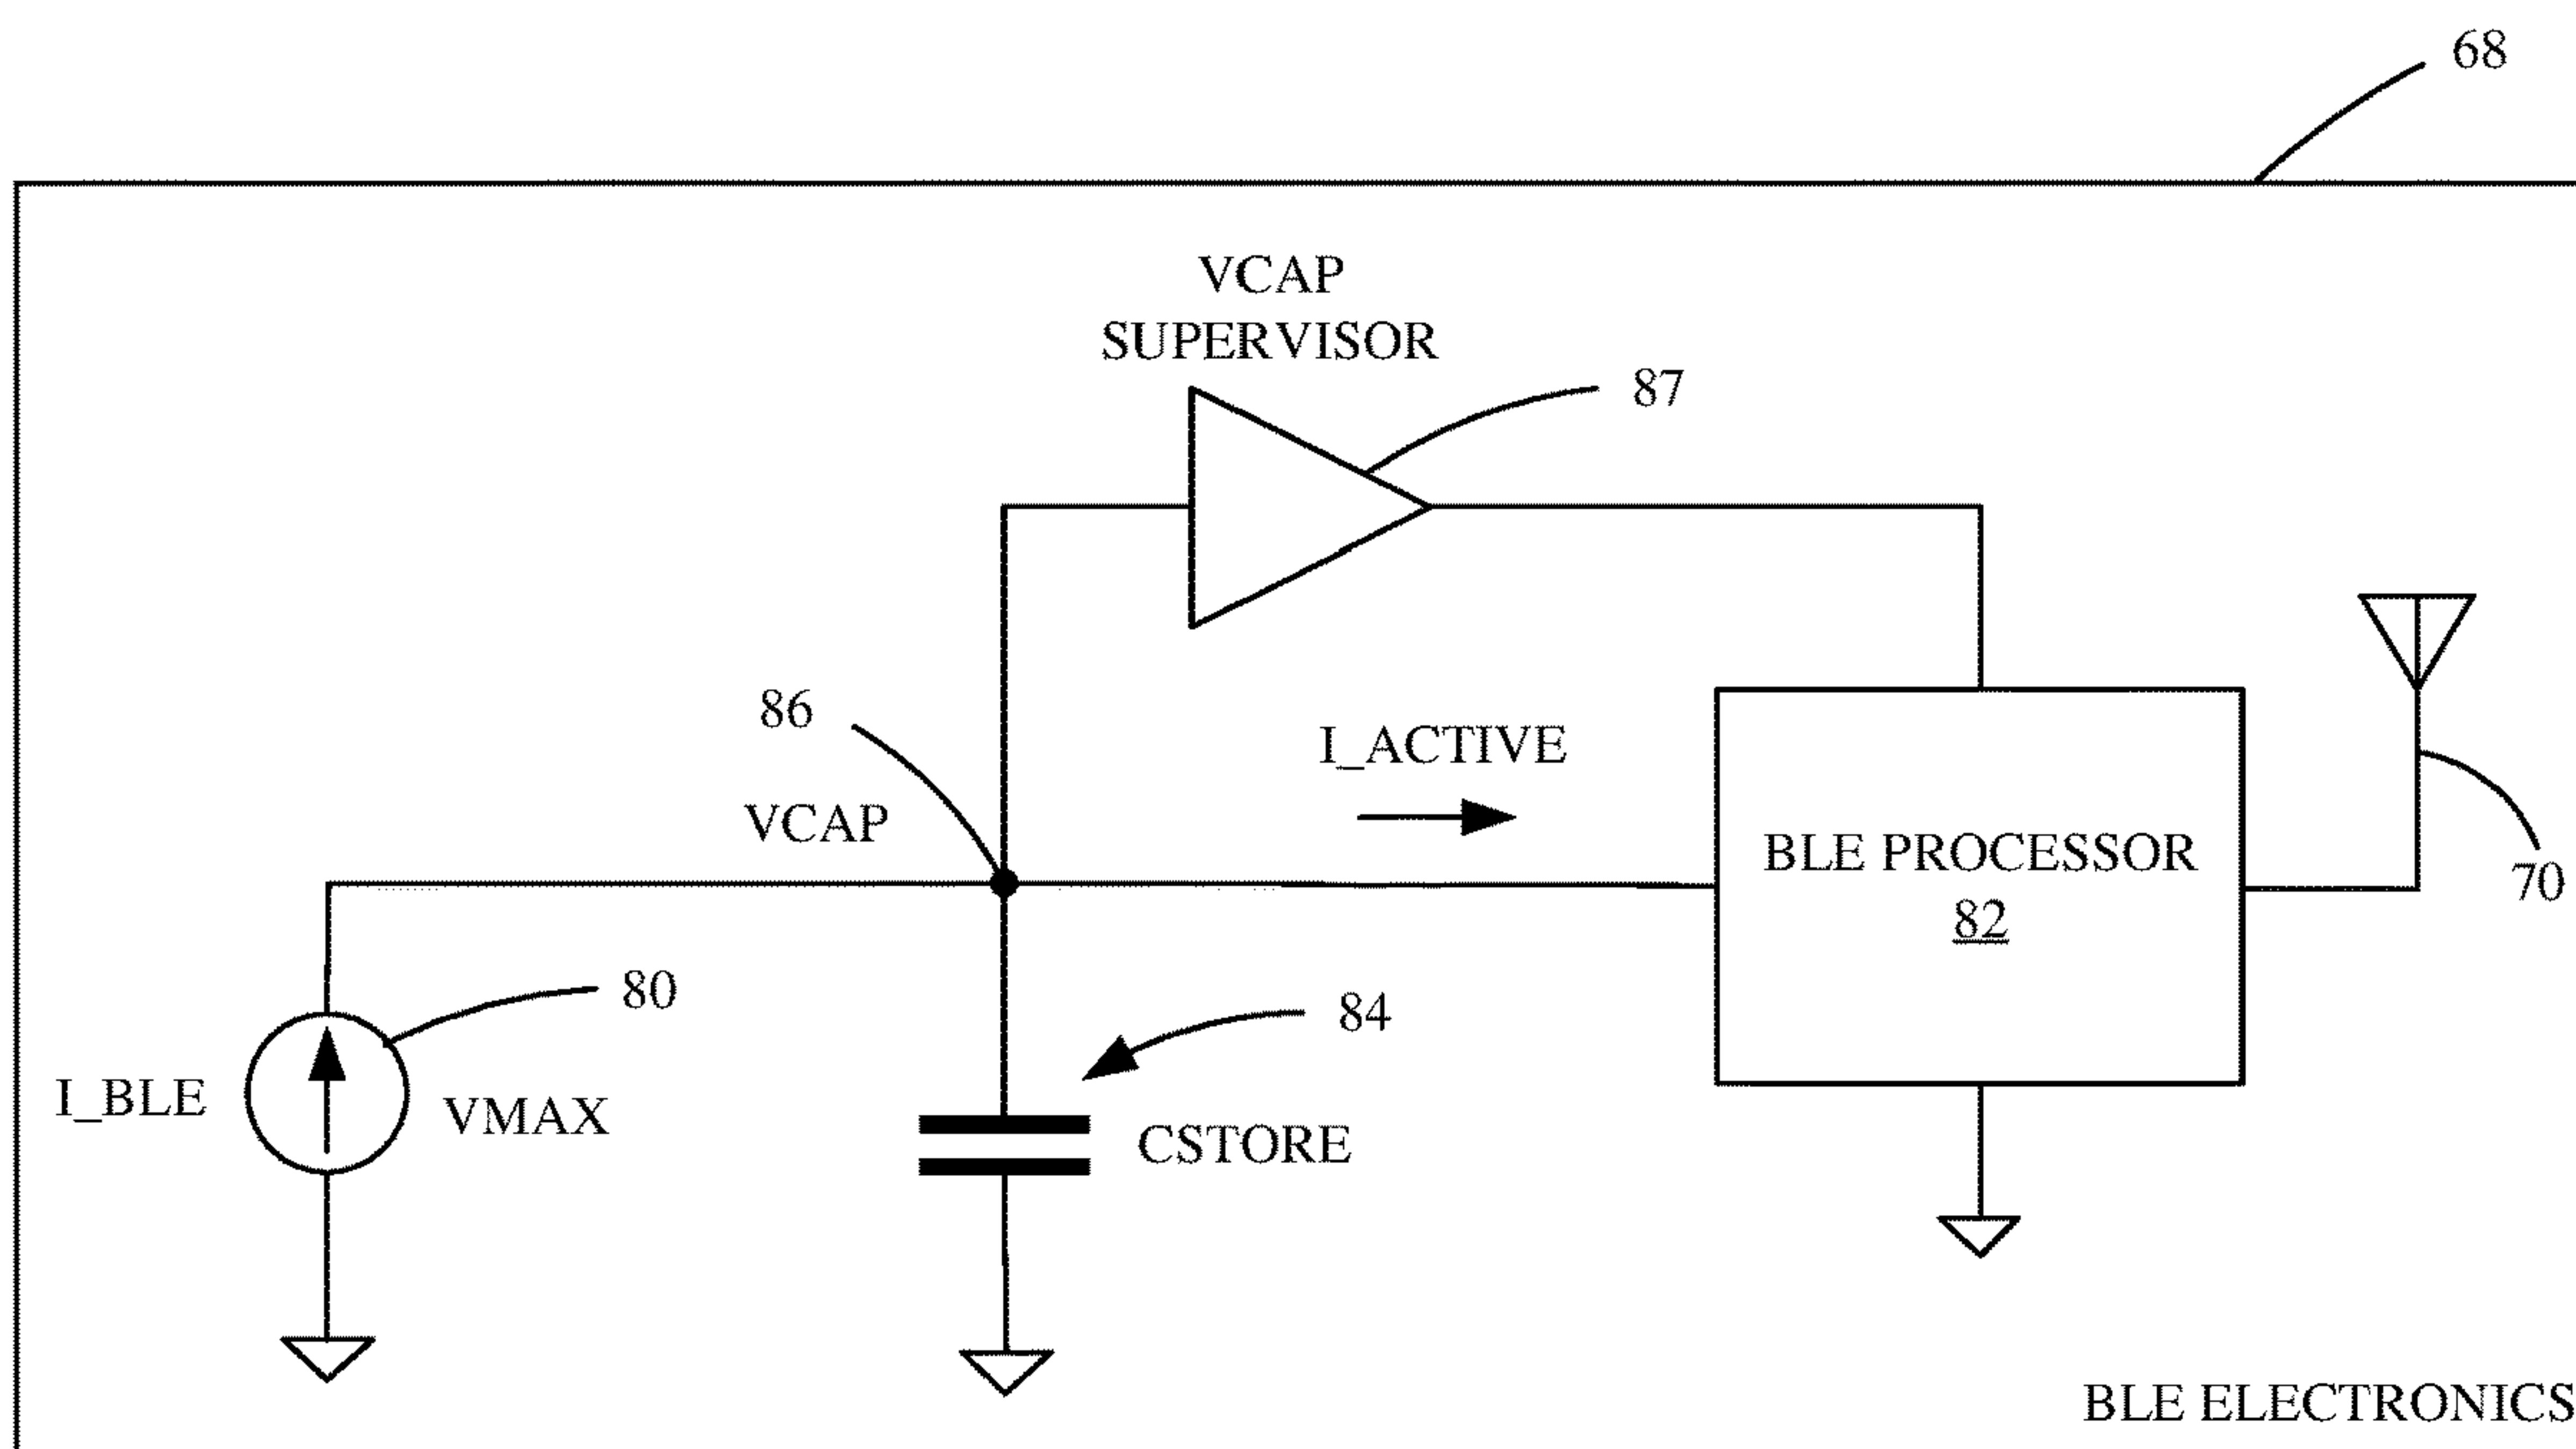 68
VCAP
SUPERVISOR
87
86
I_ACTIVE
VCAP
BLE PROCESSOR
82
70
80
84
I_BLE
VMAX
CSTORE
BLE ELECTRONICS